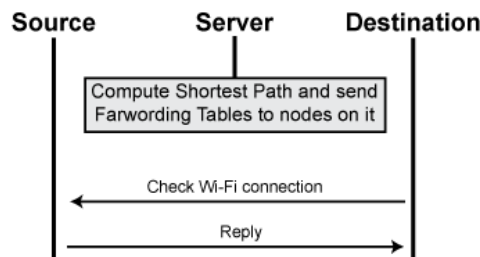 Source Server Destination
Compute Shortest Path and send
Farwording Tables to nodes on it
Check Wi-Fi connection
Reply